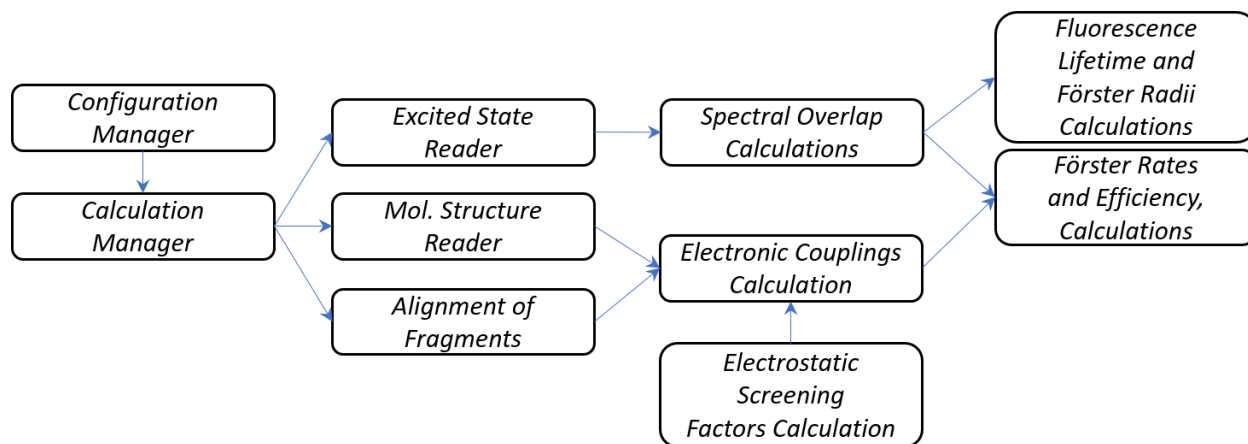 Configuration
Manager
Calculation
Manager
Excited State
Reader
Mol. Structure
Reader
Alignment of
Fragments
Spectral Overlap
Calculations
Electronic Couplings
Calculation
Electrostatic
Screening
Factors Calculation
Fluorescence
Lifetime and
Förster Radii
Calculations
Förster Rates
and Efficiency,
Calculations